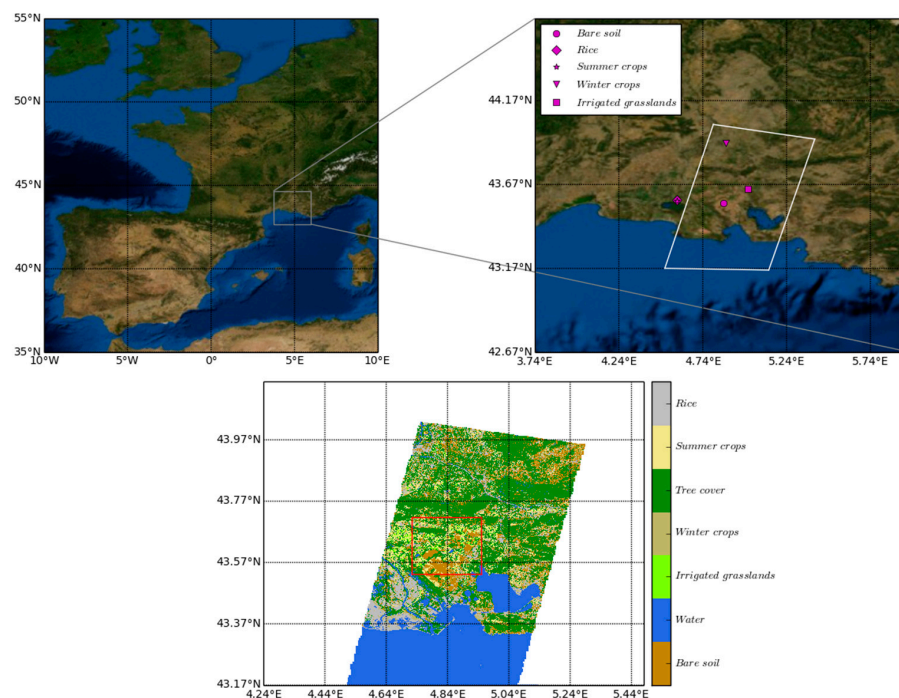 55°N
50°N
45°N
40°N
35°N
10°W 5°W 0° 5°E 10°E
Bare soil
Rice
Summer crops
Winter crops
Irrigated grasslands
44.17°N
43.67°N
43.17°N
42.67°N
3.74°E 4.24°E 4.74°E 5.24°E 5.74°E
43.97°N
43.77°N
43.57°N
43.37°N
43.17°N
4.24°E 4.44°E 4.64°E 4.84°E 5.04°E 5.24°E 5.44°E
Rice
Summer crops
Tree cover
Winter crops
Irrigated grasslands
Water
Bare soil